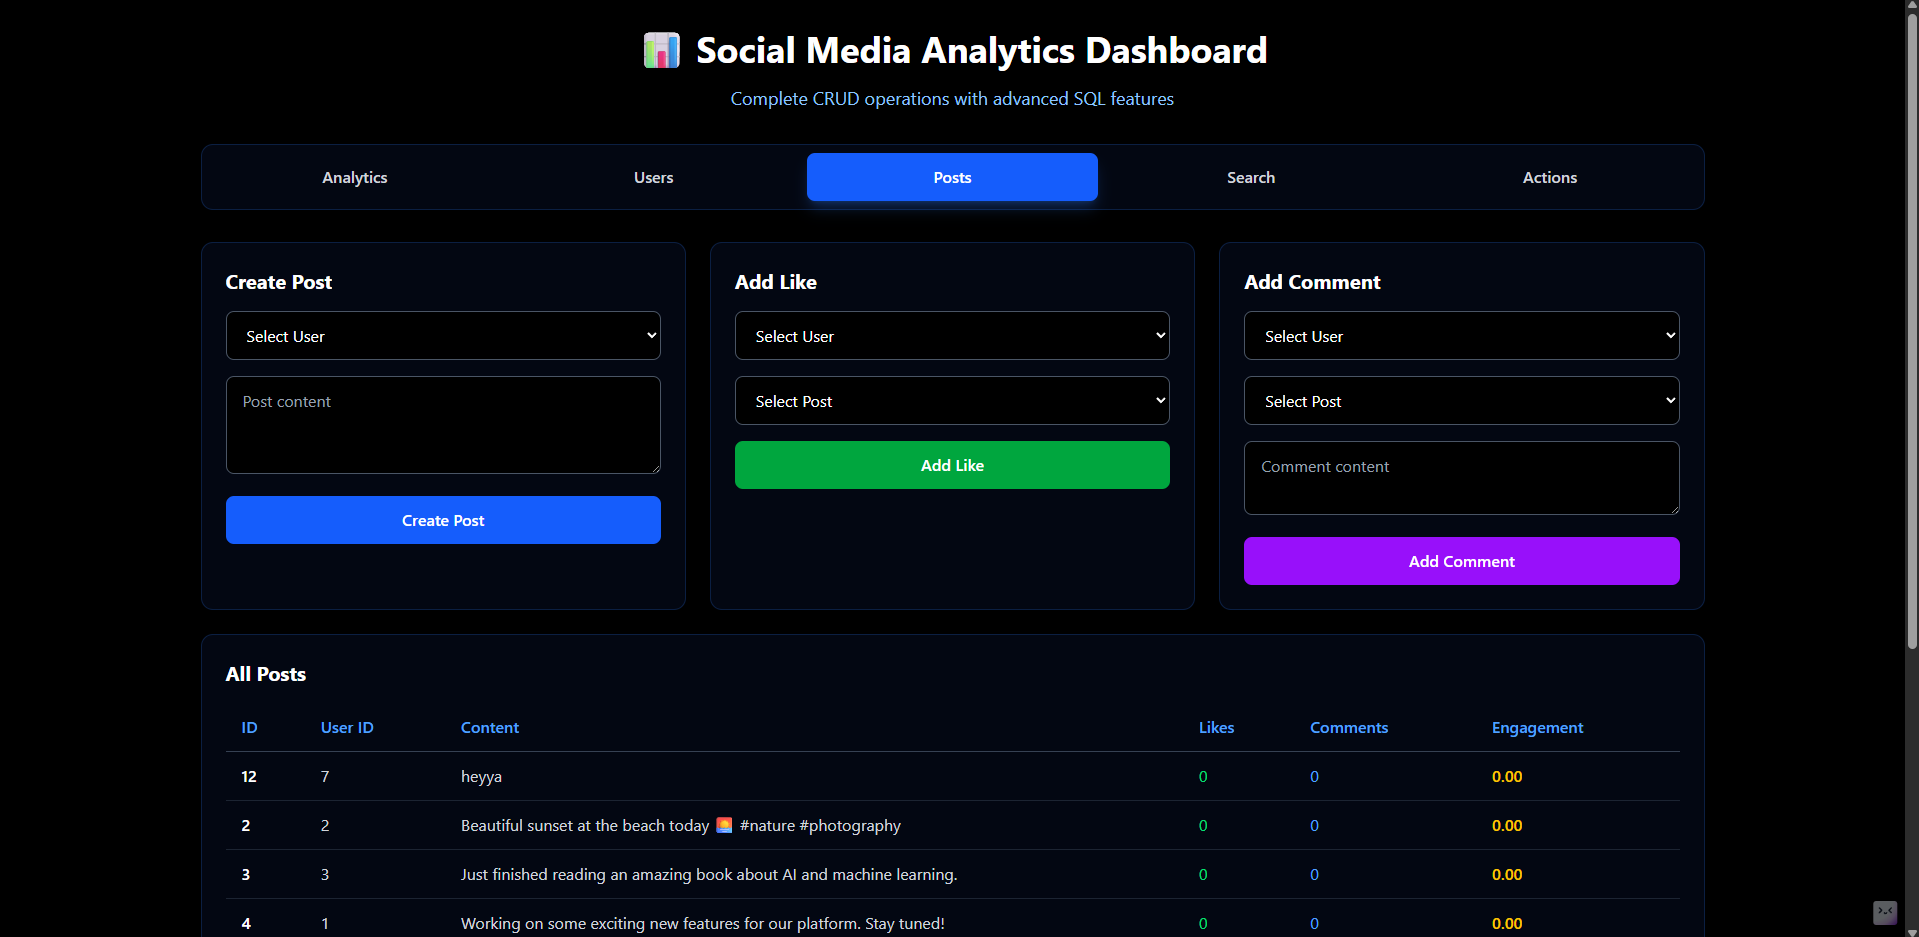 📊 Social Media Analytics Dashboard
Complete CRUD operations with advanced SQL features
Analytics Users Posts Search Actions
Create Post
Select User
Post content
Create Post
Add Like
Select User
Select Post
Add Like
Add Comment
Select User
Select Post
Comment content
Add Comment
All Posts
ID User ID Content Likes Comments Engagement
12 7 heyya 0 0 0.00
2 2 Beautiful sunset at the beach today 🌅 #nature #photography 0 0 0.00
3 3 Just finished reading an amazing book about AI and machine learning. 0 0 0.00
4 1 Working on some exciting new features for our platform. Stay tuned! 0 0 0.00